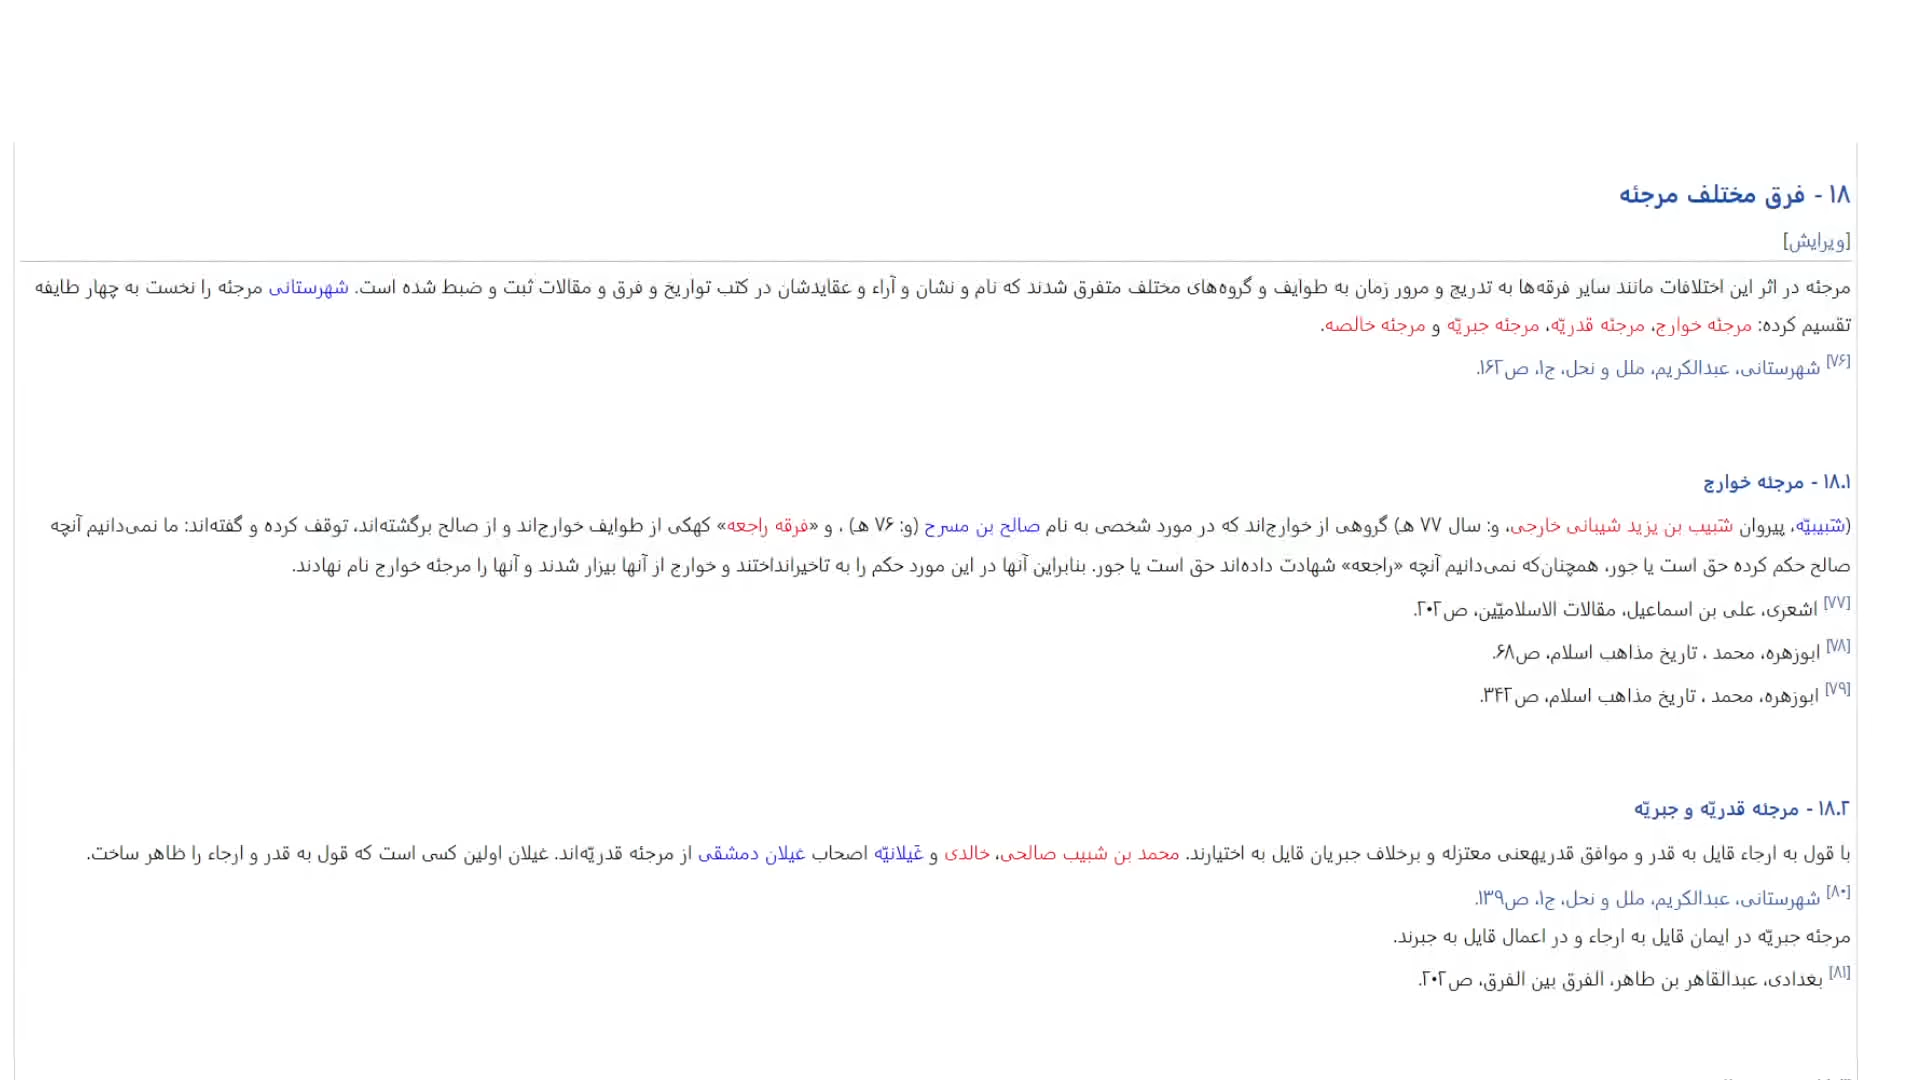 ۱۸ - فرق مختلف مرجئه
[ویرایش]
مرجئه در اثر این اختلافات مانند سایر فرقه‌ها به تدریج و مرور زمان به طوایف و گروه‌های مختلف متفرق شدند که نام و نشان و آراء و عقایدشان در کتب تواریخ و فرق و مقالات ثبت و ضبط شده است. شهرستانی مرجئه را نخست به چهار طایفه
تقسیم کرده: مرجئه خوارج، مرجئه قدریّه، مرجئه جبریّه و مرجئه خالصه.
[۷۶] شهرستانی، عبدالکریم، ملل و نحل، ج۱، ص۱۶۲.
۱۸.۱ - مرجئه خوارج
(شبیبیّه، پیروان شبیب بن یزید شیبانی خارجی، و: سال ۷۷ هـ) گروهی از خوارج‌اند که در مورد شخصی به نام صالح بن مسرح (و: ۷۶ هـ) ، و «فرقه راجعه» کهکی از طوایف خوارج‌اند و از صالح برگشته‌اند، توقف کرده و گفته‌اند: ما نمی‌دانیم آنچه
صالح حکم کرده حق است یا جور، همچنان‌که نمی‌دانیم آنچه «راجعه» شهادت داده‌اند حق است یا جور. بنابراین آنها در این مورد حکم را به تاخیرانداختند و خوارج از آنها بیزار شدند و آنها را مرجئه خوارج نام نهادند.
[۷۷] اشعری، علی بن اسماعیل، مقالات الاسلامیّین، ص۲۰۲.
[۷۸] ابوزهره، محمد ، تاریخ مذاهب اسلام، ص۶۸.
[۷۹] ابوزهره، محمد ، تاریخ مذاهب اسلام، ص۳۴۲.
۱۸.۲ - مرجئه قدریّه و جبریّه
با قول به ارجاء قایل به قدر و موافق قدریهعنی معتزله و برخلاف جبریان قایل به اختیارند. محمد بن شبیب صالحی، خالدی و غَیلانیّه اصحاب غیلان دمشقی از مرجئه قدریّه‌اند. غیلان اولین کسی است که قول به قدر و ارجاء را ظاهر ساخت.
[۸۰] شهرستانی، عبدالکریم، ملل و نحل، ج۱، ص۱۳۹.
مرجئه جبریّه در ایمان قایل به ارجاء و در اعمال قایل به جبرند.
[۸۱] بغدادی، عبدالقاهر بن طاهر، الفرق بین الفرق، ص۲۰۲.